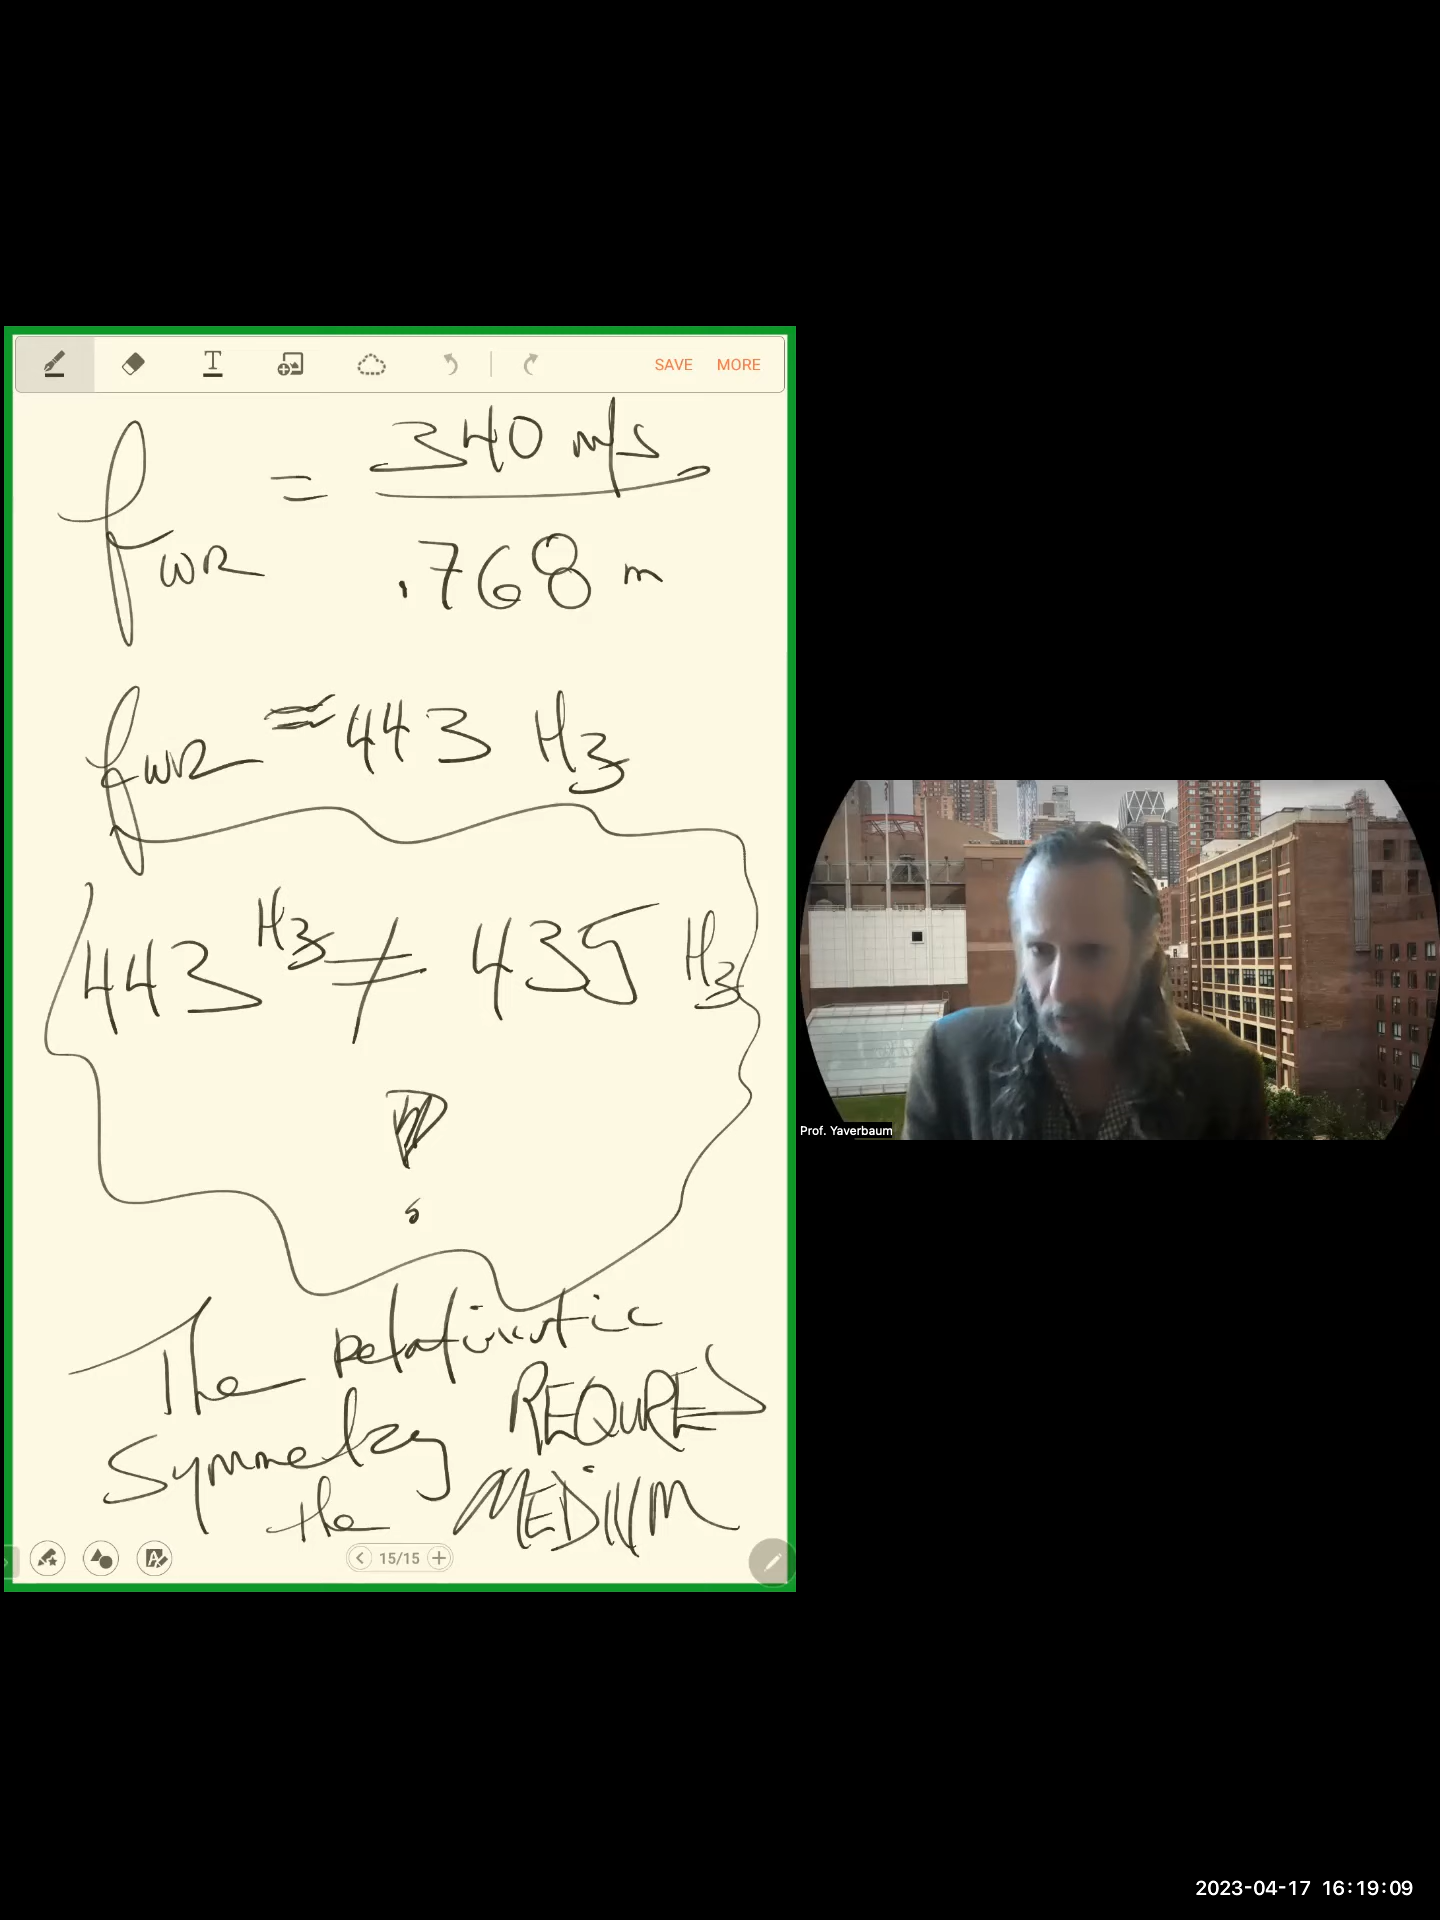 SAVE MORE
f_WR = 340 m/s / .768 m
f_WR ≈ 443 Hz
443 Hz ≠ 435 Hz
!
The relativistic
symmetry REQUIRES
the MEDIUM
15/15
Prof. Yaverbaum
2023-04-17 16:19:09